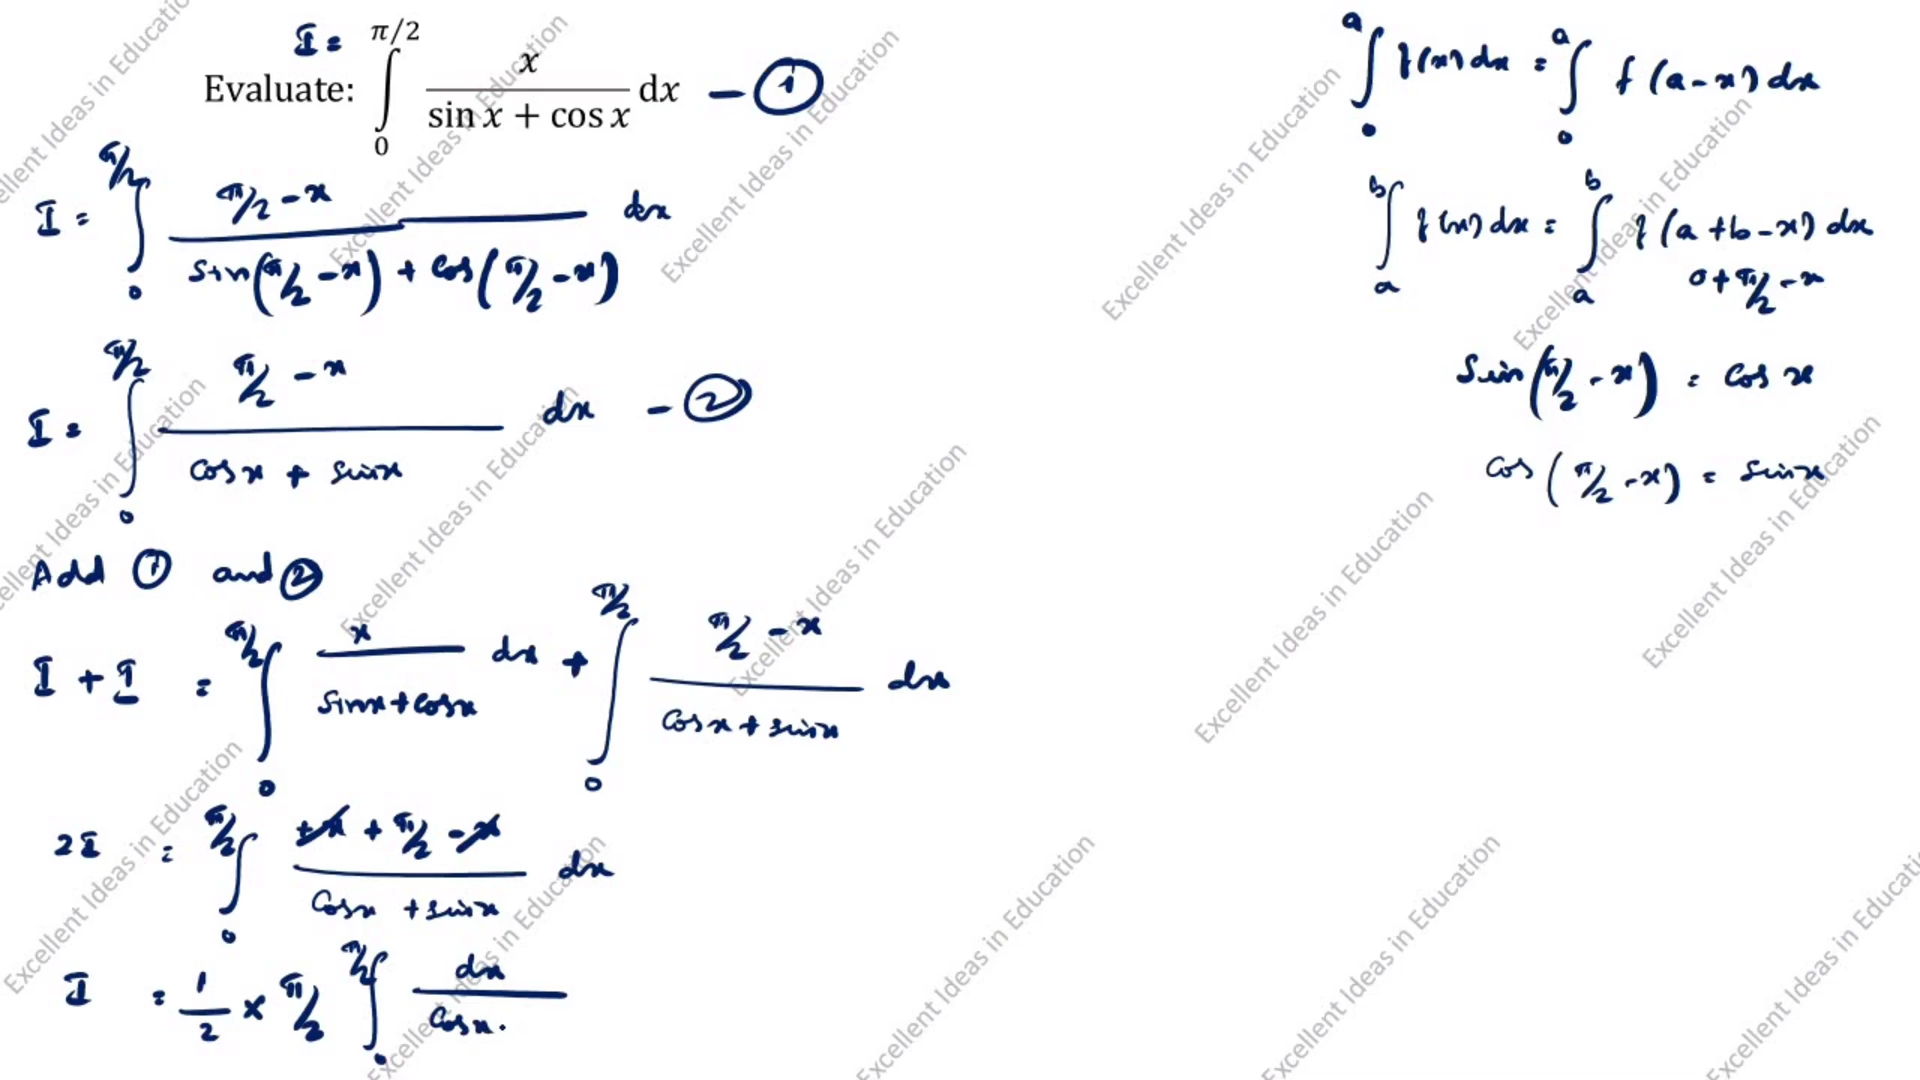 I = ∫₀^{π/2} x / (sin x + cos x) dx — ①
Evaluate:
I = ∫₀^{π/2} (π/2 - x) / (sin(π/2 - x) + cos(π/2 - x)) dx
I = ∫₀^{π/2} (π/2 - x) / (cos x + sin x) dx — ②
Add ① and ②
I + I = ∫₀^{π/2} x / (sin x + cos x) dx + ∫₀^{π/2} (π/2 - x) / (cos x + sin x) dx
2I = ∫₀^{π/2} (+x + π/2 - x) / (cos x + sin x) dx
I = 1/2 × π/2 ∫₀^{π/2} dx / cos x.
∫₀^a f(x) dx = ∫₀^a f(a-x) dx
∫ₐ^b f(x) dx = ∫ₐ^b f(a+b-x) dx
0 + π/2 - x
Sin(π/2 - x) = cos x
cos(π/2 - x) = sin x
Excellent Ideas in Education